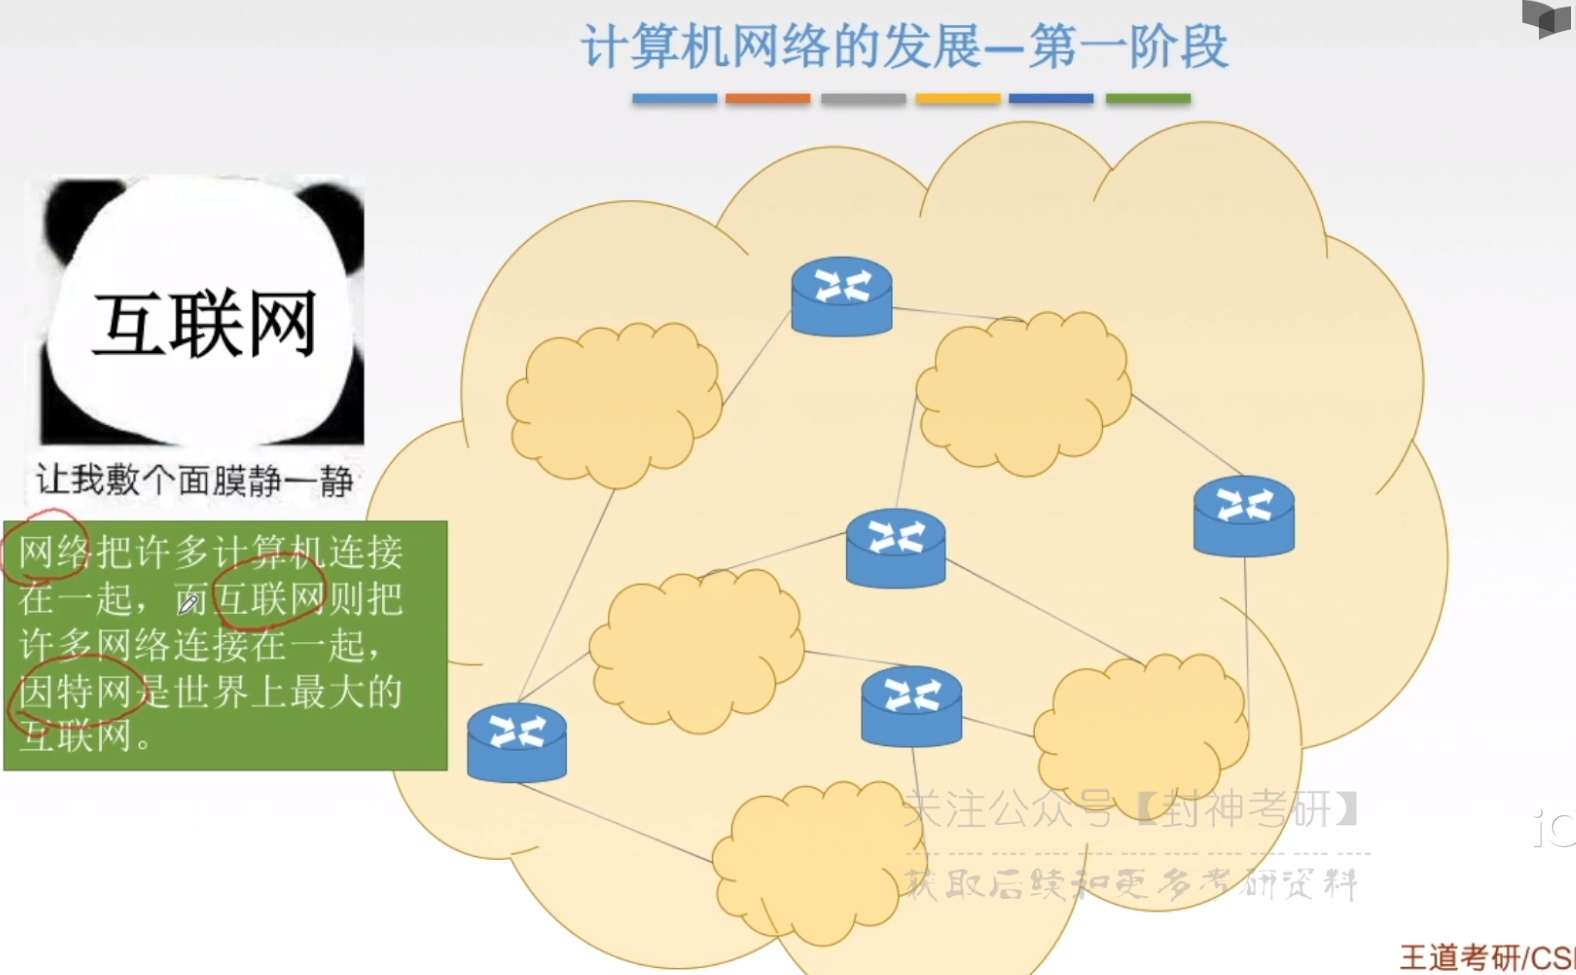 计算机网络的发展—第一阶段
互联网
让我敷个面膜静一静
网络把许多计算机连接
在一起，而互联网则把
许多网络连接在一起，
因特网是世界上最大的
互联网。
关注公众号【封神考研】
获取后续和更多考研资料
王道考研/CS